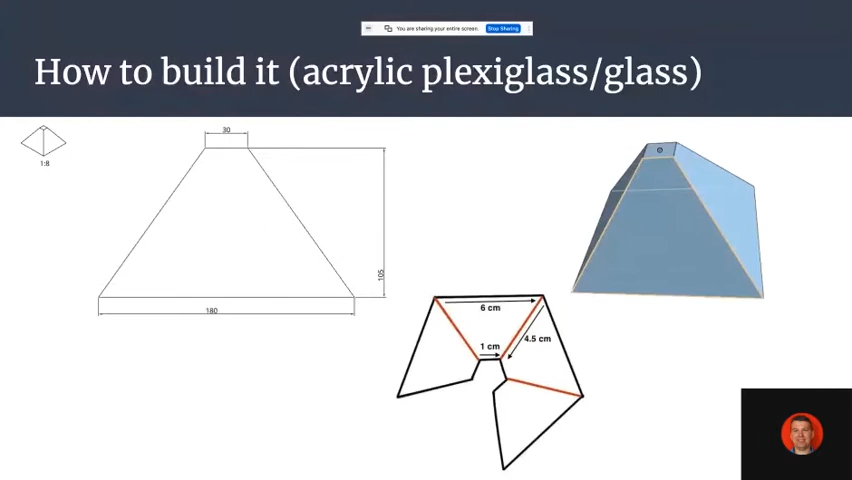 You are sharing your entire screen.
Stop Sharing
How to build it (acrylic plexiglass/glass)
1:8
30
105
180
6 cm
1 cm
4.5 cm